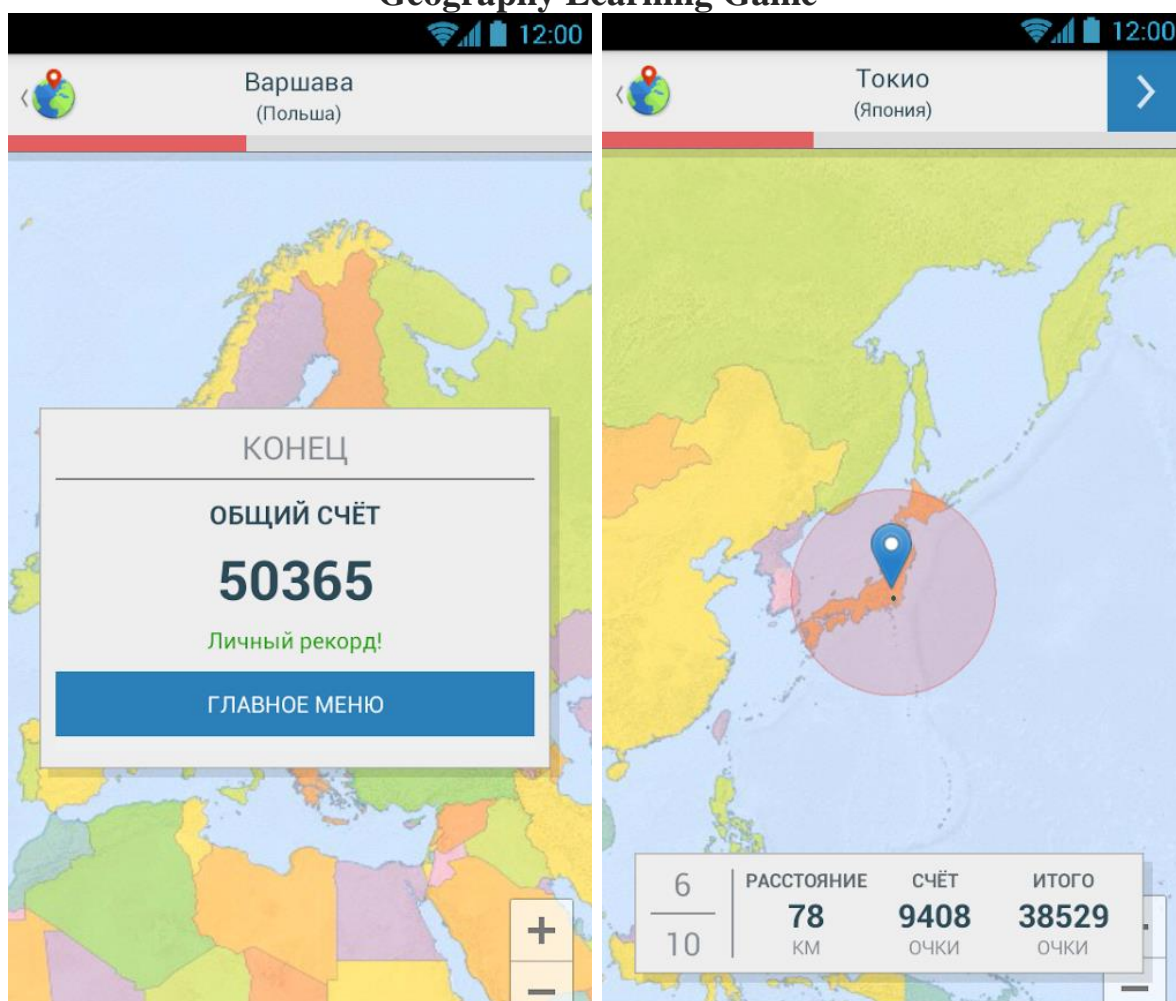 Geography Learning Game
12:00
Варшава
(Польша)
КОНЕЦ
ОБЩИЙ СЧЁТ
50365
Личный рекорд!
ГЛАВНОЕ МЕНЮ
+
−
12:00
Токио
(Япония)
6
10
РАССТОЯНИЕ
78
КМ
СЧЁТ
9408
ОЧКИ
ИТОГО
38529
ОЧКИ
−